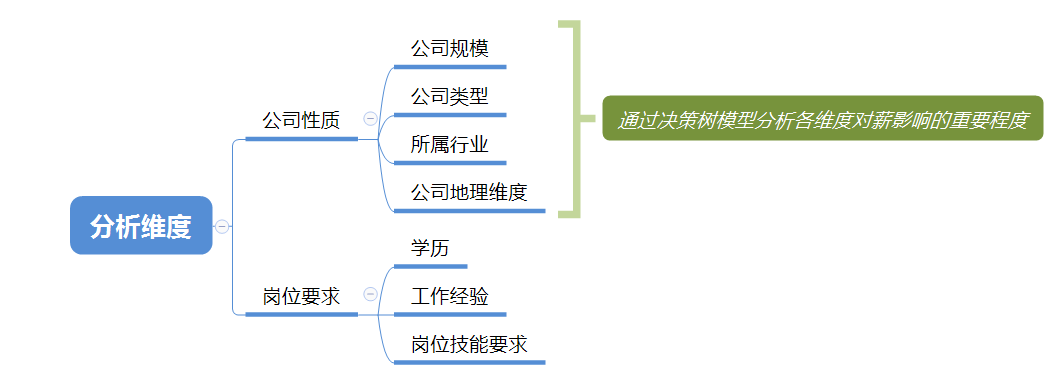 公司规模
公司类型
公司性质
所属行业
公司地理维度
通过决策树模型分析各维度对薪影响的重要程度
分析维度
学历
岗位要求
工作经验
岗位技能要求